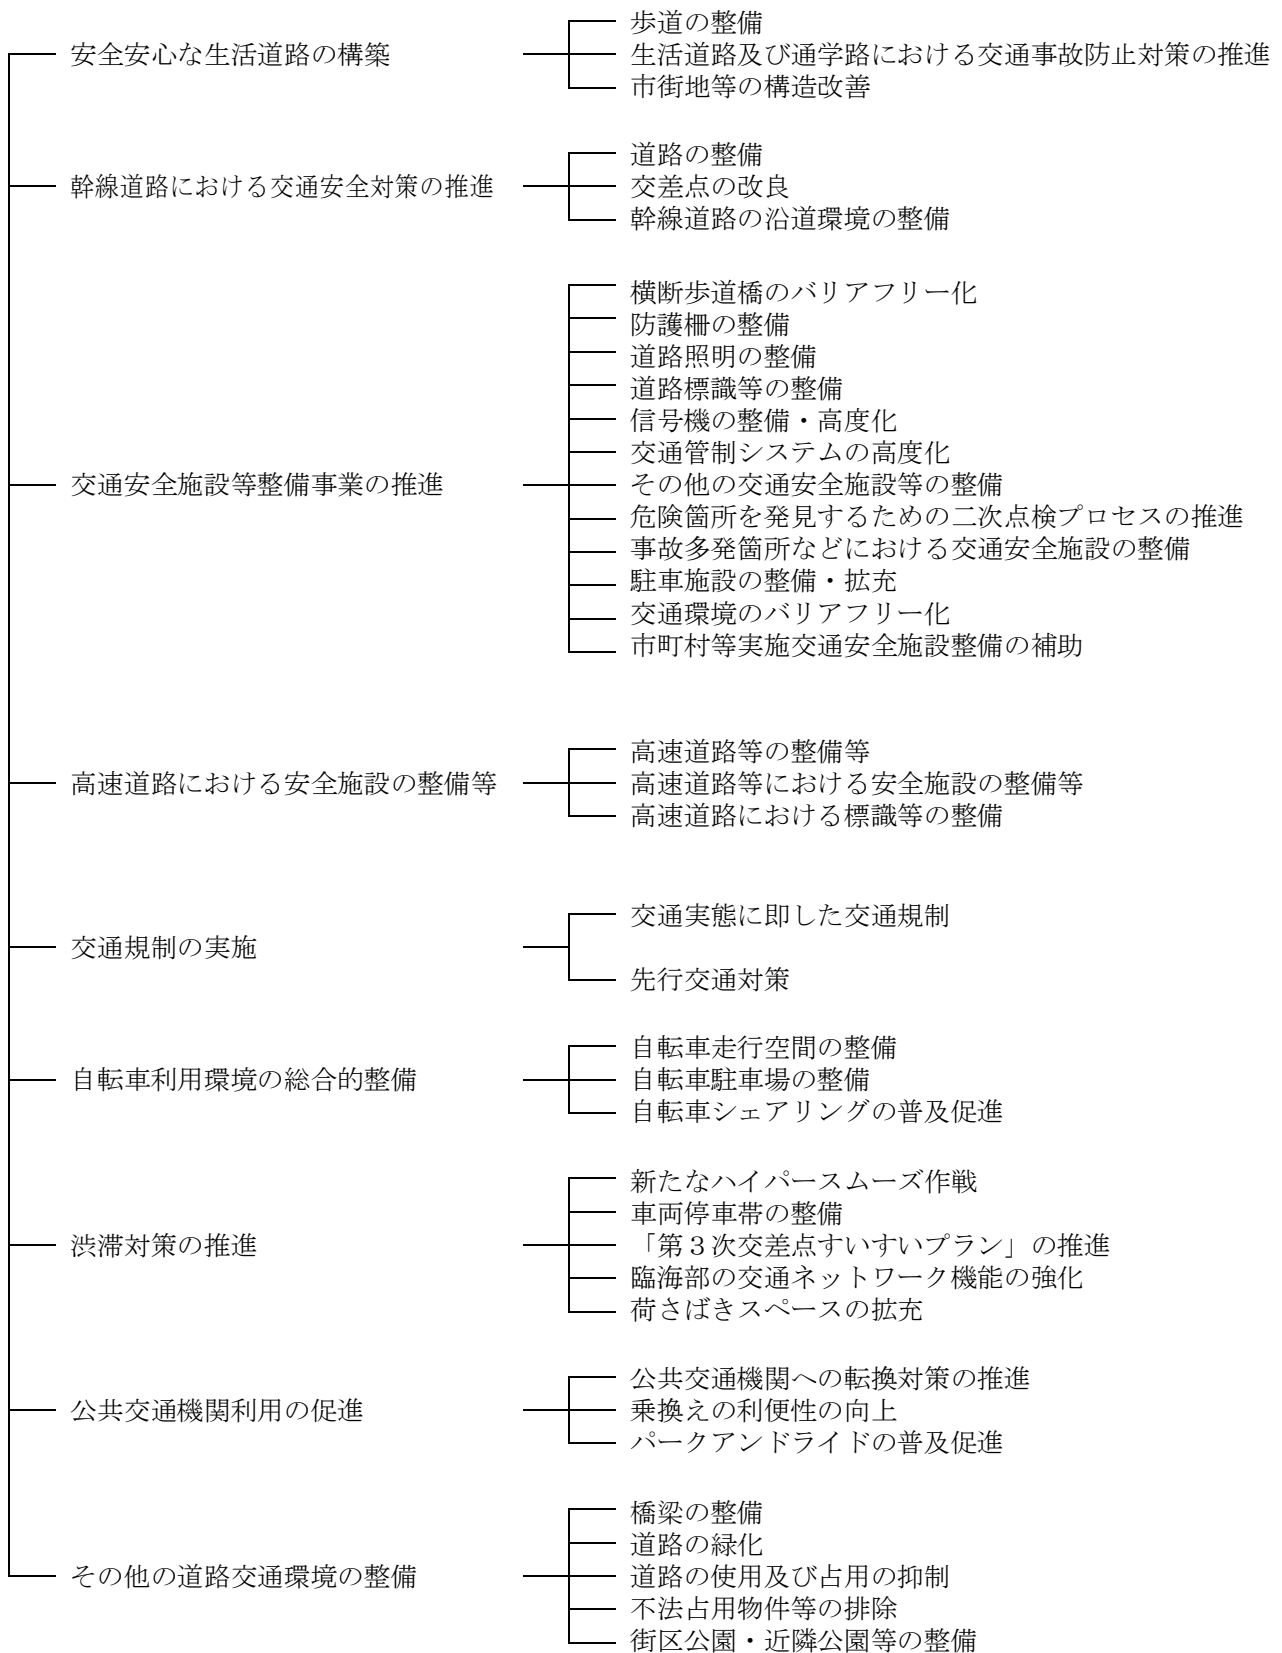 安全安心な生活道路の構築
歩道の整備
生活道路及び通学路における交通事故防止対策の推進
市街地等の構造改善
幹線道路における交通安全対策の推進
道路の整備
交差点の改良
幹線道路の沿道環境の整備
交通安全施設等整備事業の推進
横断歩道橋のバリアフリー化
防護柵の整備
道路照明の整備
道路標識等の整備
信号機の整備・高度化
交通管制システムの高度化
その他の交通安全施設等の整備
危険箇所を発見するための二次点検プロセスの推進
事故多発箇所などにおける交通安全施設の整備
駐車施設の整備・拡充
交通環境のバリアフリー化
市町村等実施交通安全施設整備の補助
高速道路における安全施設の整備等
高速道路等の整備等
高速道路等における安全施設の整備等
高速道路における標識等の整備
交通規制の実施
交通実態に即した交通規制
先行交通対策
自転車利用環境の総合的整備
自転車走行空間の整備
自転車駐車場の整備
自転車シェアリングの普及促進
渋滞対策の推進
新たなハイパースムーズ作戦
車両停車帯の整備
「第３次交差点すいすいプラン」の推進
臨海部の交通ネットワーク機能の強化
荷さばきスペースの拡充
公共交通機関利用の促進
公共交通機関への転換対策の推進
乗換えの利便性の向上
パークアンドライドの普及促進
その他の道路交通環境の整備
橋梁の整備
道路の緑化
道路の使用及び占用の抑制
不法占用物件等の排除
街区公園・近隣公園等の整備